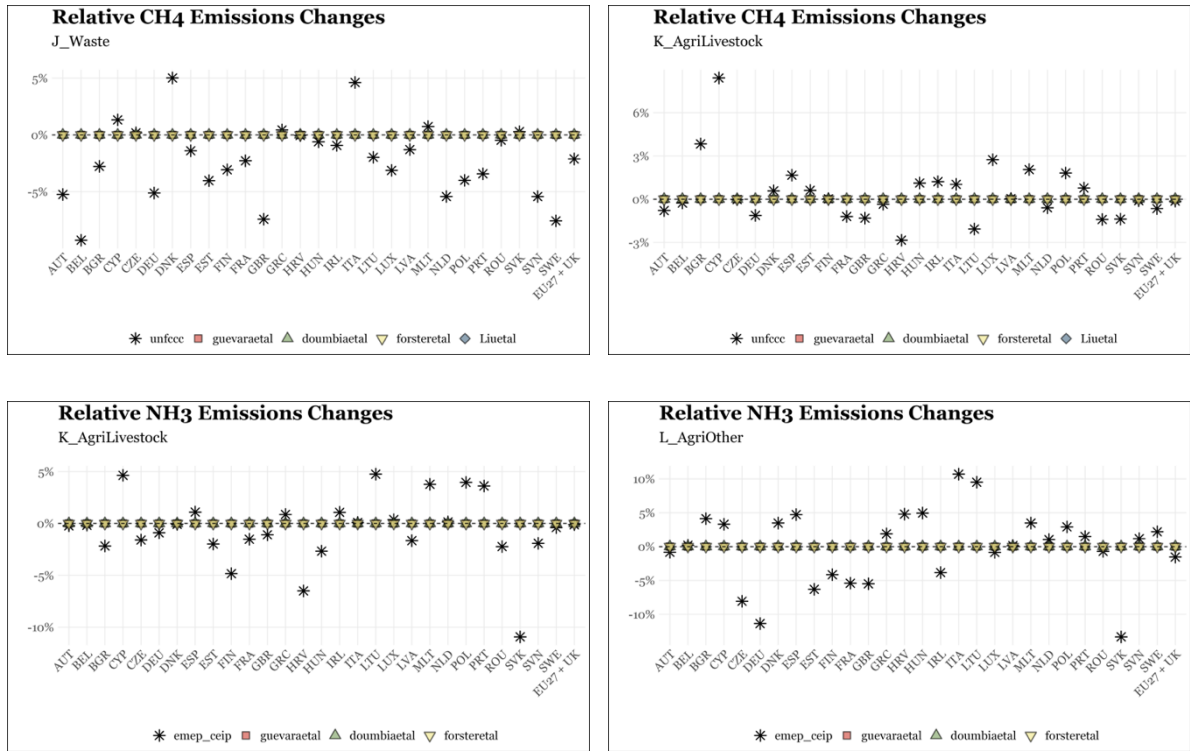 Relative CH4 Emissions Changes
J_Waste
5%
0%
-5%
AUT BEL BGR CYP CZE DEU DNK ESP EST FIN FRA GBR GRC HRV HUN IRL ITA LTU LUX LVA MLT NLD POL PRT ROU SVK SVN SWE EU27 + UK
unfccc guevaraetal doumbiaetal forsteretal Liuetal
Relative CH4 Emissions Changes
K_AgriLivestock
6%
3%
0%
-3%
AUT BEL BGR CYP CZE DEU DNK ESP EST FIN FRA GBR GRC HRV HUN IRL ITA LTU LUX LVA MLT NLD POL PRT ROU SVK SVN SWE EU27 + UK
unfccc guevaraetal doumbiaetal forsteretal Liuetal
Relative NH3 Emissions Changes
K_AgriLivestock
5%
0%
-5%
-10%
AUT BEL BGR CYP CZE DEU DNK ESP EST FIN FRA GBR GRC HRV HUN IRL ITA LTU LUX LVA MLT NLD POL PRT ROU SVK SVN SWE EU27 + UK
emep_ceip guevaraetal doumbiaetal forsteretal
Relative NH3 Emissions Changes
L_AgriOther
10%
5%
0%
-5%
-10%
AUT BEL BGR CYP CZE DEU DNK ESP EST FIN FRA GBR GRC HRV HUN IRL ITA LTU LUX LVA MLT NLD POL PRT ROU SVK SVN SWE EU27 + UK
emep_ceip guevaraetal doumbiaetal forsteretal